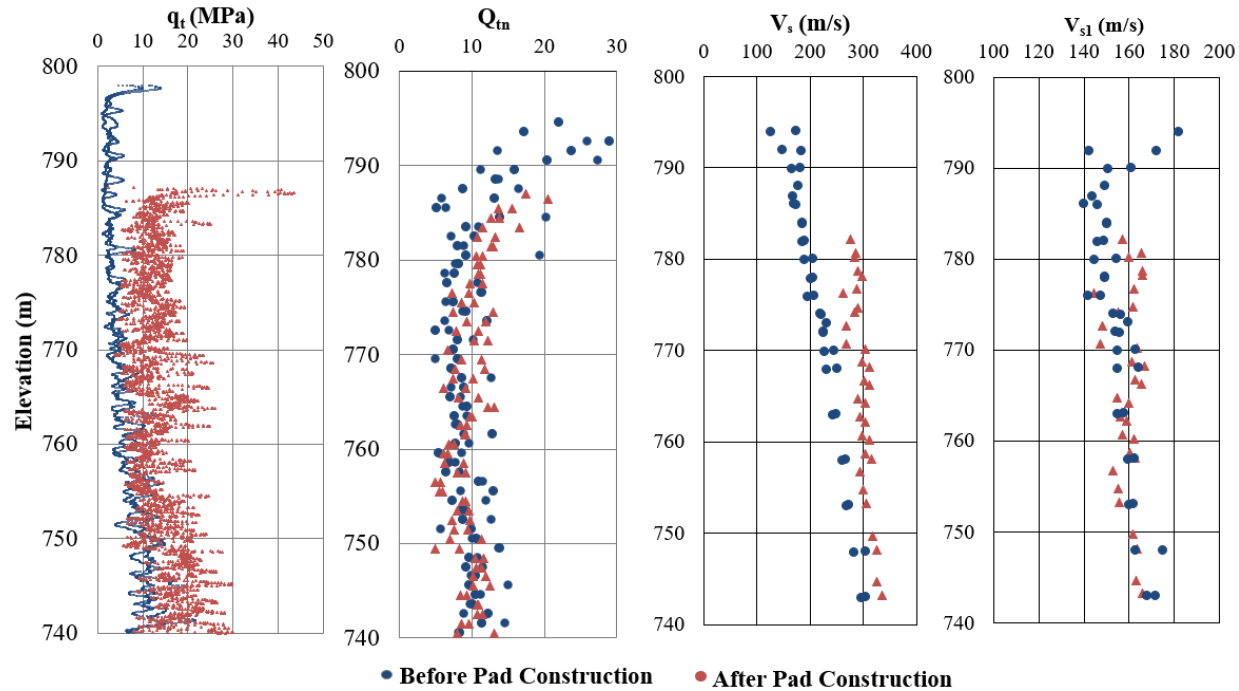 qt (MPa)
0 10 20 30 40 50
800
790
780
770
760
750
740
Elevation (m)
Qtn
0 10 20 30
800
790
780
770
760
750
740
Vs (m/s)
0 100 200 300 400
800
790
780
770
760
750
740
Vs1 (m/s)
100 120 140 160 180 200
800
790
780
770
760
750
740
Before Pad Construction
After Pad Construction